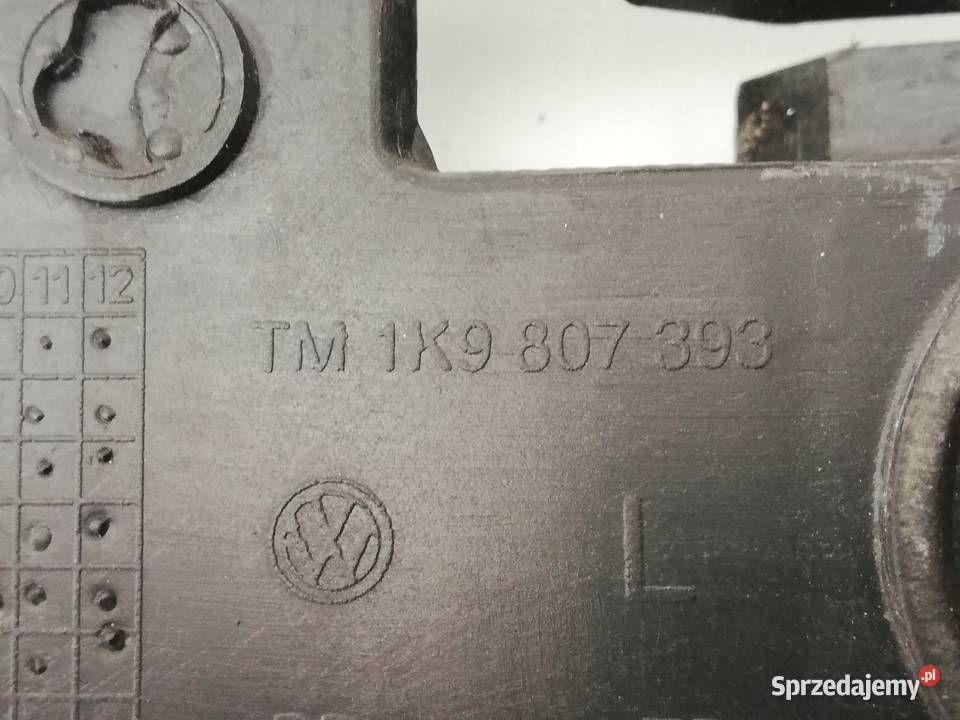 11 12
TM 1K9 807 393
L
Sprzedajemy.pl